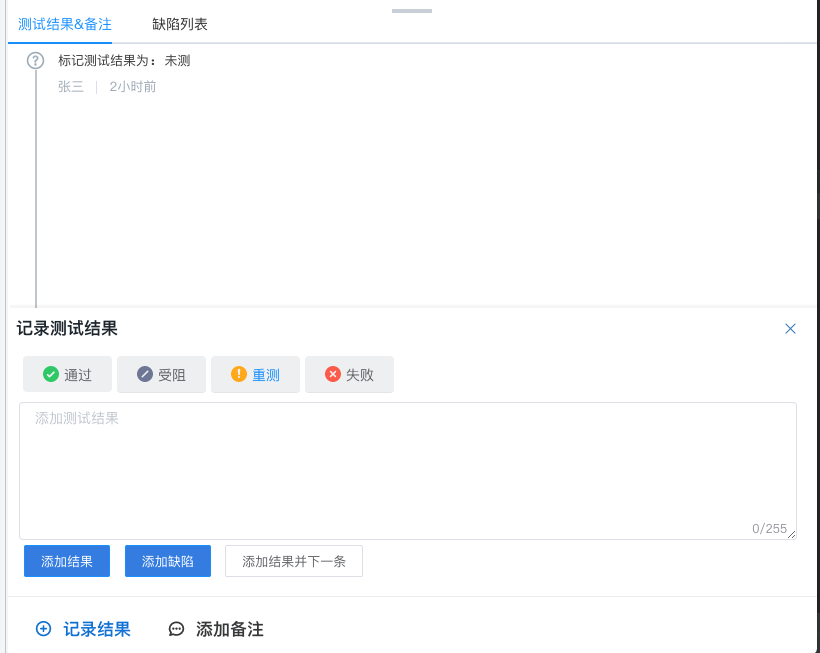 测试结果&备注 缺陷列表
标记测试结果为：未测
张三 | 2小时前
记录测试结果
通过 受阻 重测 失败
添加测试结果
0/255
添加结果 添加缺陷 添加结果并下一条
记录结果 添加备注